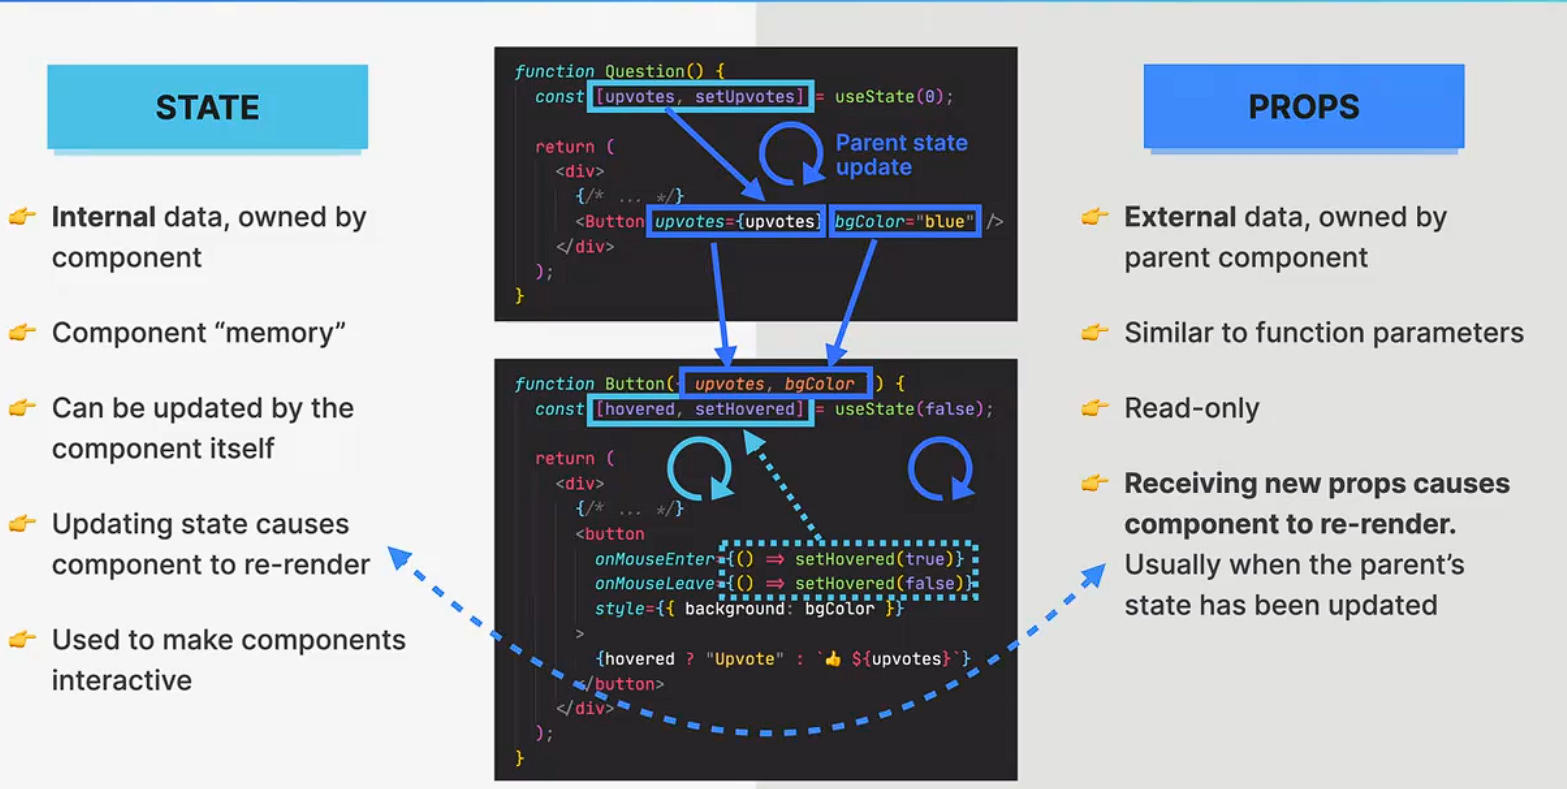 STATE
👉 Internal data, owned by
component
👉 Component “memory”
👉 Can be updated by the
component itself
👉 Updating state causes
component to re-render
👉 Used to make components
interactive
function Question() {
const [upvotes, setUpvotes] = useState(0);
return (
<div>
{/* ... */}
<Button upvotes={upvotes} bgColor="blue" />
</div>
);
}
Parent state
update
function Button({ upvotes, bgColor }) {
const [hovered, setHovered] = useState(false);
return (
<div>
{/* ... */}
<button
onMouseEnter={() => setHovered(true)}
onMouseLeave={() => setHovered(false)}
style={{ background: bgColor }}
>
{hovered ? "Upvote" : `👍 ${upvotes}`}
</button>
</div>
);
}
PROPS
👉 External data, owned by
parent component
👉 Similar to function parameters
👉 Read-only
👉 Receiving new props causes
component to re-render.
Usually when the parent’s
state has been updated